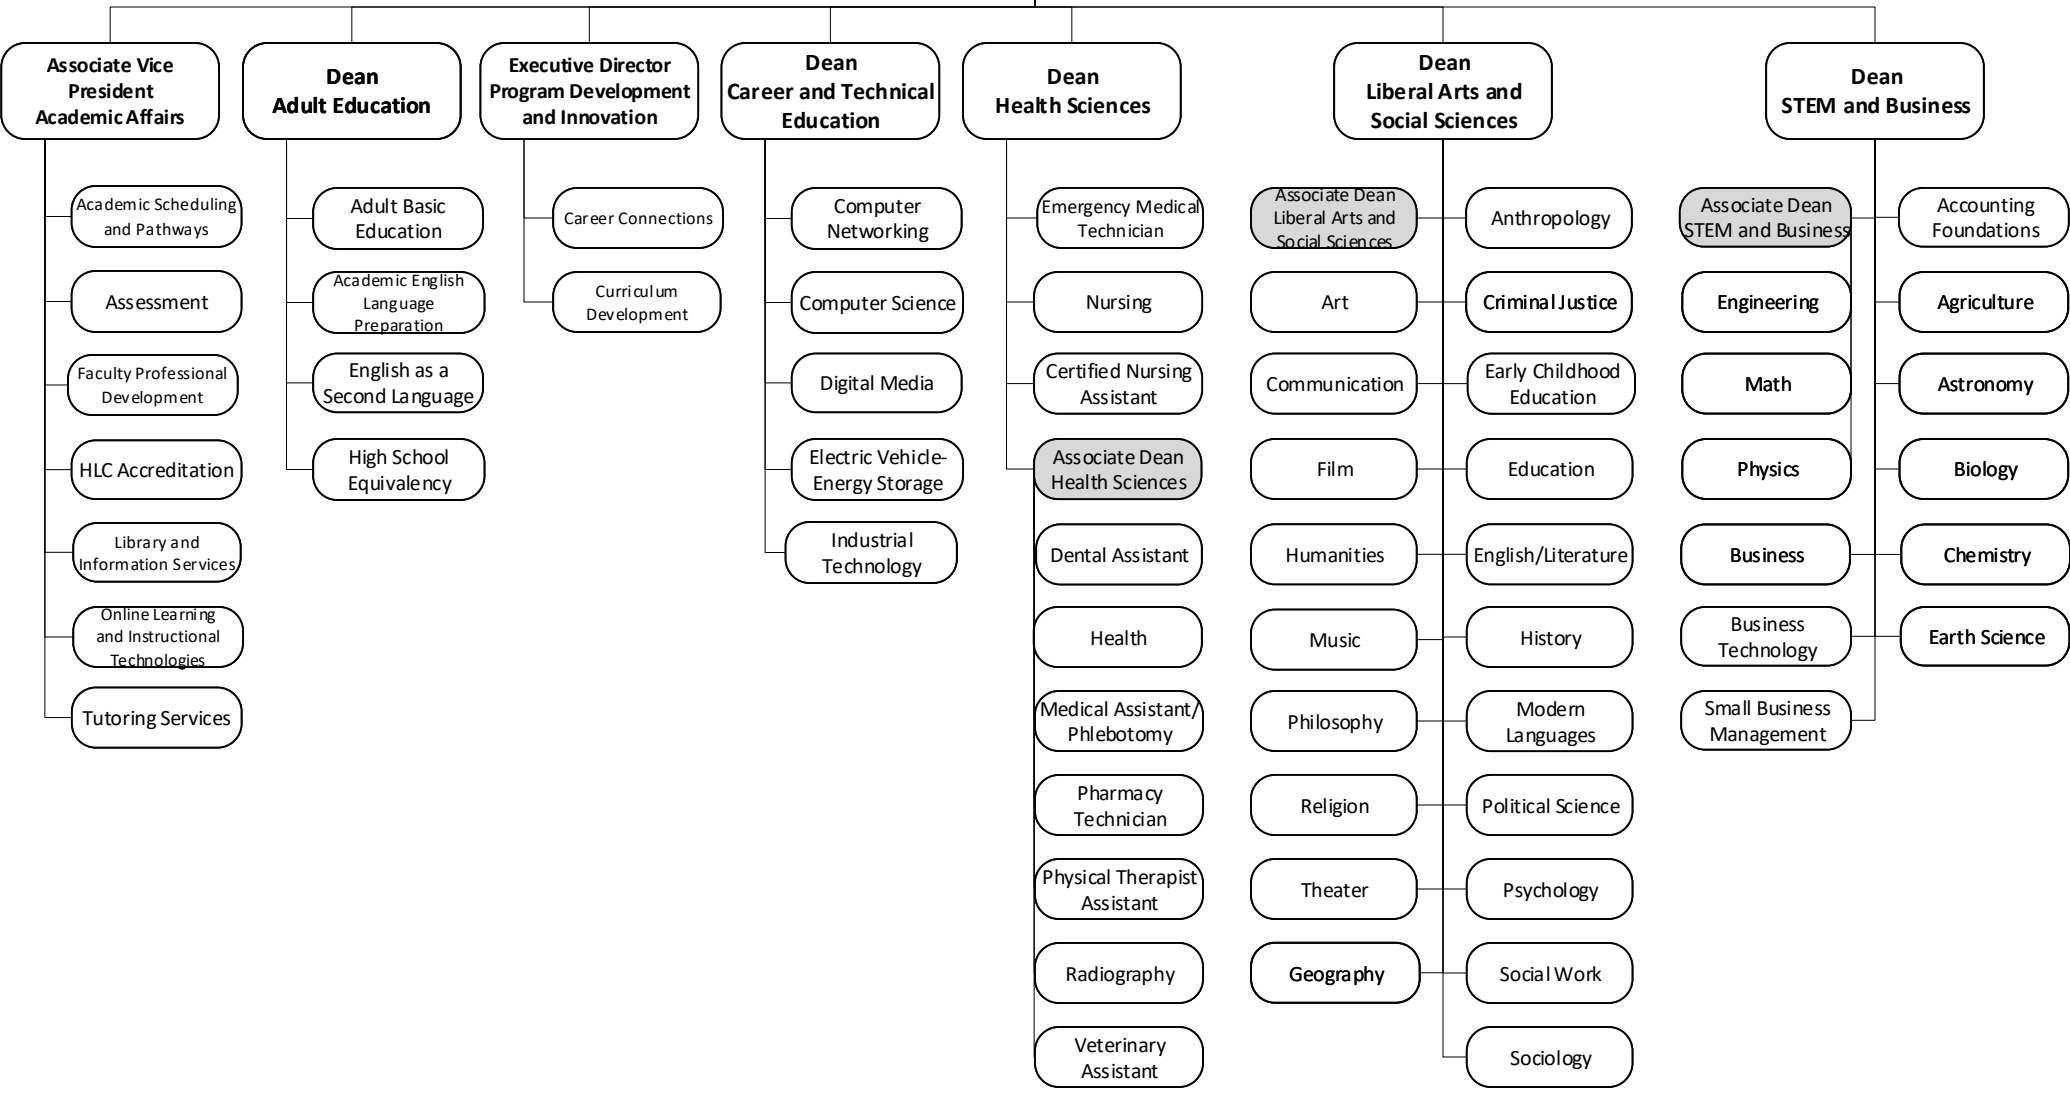 Associate Vice
President
Academic Affairs
Academic Scheduling
and Pathways
Assessment
Faculty Professional
Development
HLC Accreditation
Library and
Information Services
Online Learning
and Instructional
Technologies
Tutoring Services
Dean
Adult Education
Adult Basic
Education
Academic English
Language
Preparation
English as a
Second Language
High School
Equivalency
Executive Director
Program Development
and Innovation
Career Connections
Curriculum
Development
Dean
Career and Technical
Education
Computer
Networking
Computer Science
Digital Media
Electric Vehicle-
Energy Storage
Industrial
Technology
Dean
Health Sciences
Emergency Medical
Technician
Nursing
Certified Nursing
Assistant
Associate Dean
Health Sciences
Dental Assistant
Health
Medical Assistant/
Phlebotomy
Pharmacy
Technician
Physical Therapist
Assistant
Radiography
Veterinary
Assistant
Dean
Liberal Arts and
Social Sciences
Associate Dean
Liberal Arts and
Social Sciences
Art
Communication
Film
Humanities
Music
Philosophy
Religion
Theater
Geography
Anthropology
Criminal Justice
Early Childhood
Education
Education
English/Literature
History
Modern
Languages
Political Science
Psychology
Social Work
Sociology
Dean
STEM and Business
Associate Dean
STEM and Business
Engineering
Math
Physics
Business
Business
Technology
Small Business
Management
Accounting
Foundations
Agriculture
Astronomy
Biology
Chemistry
Earth Science